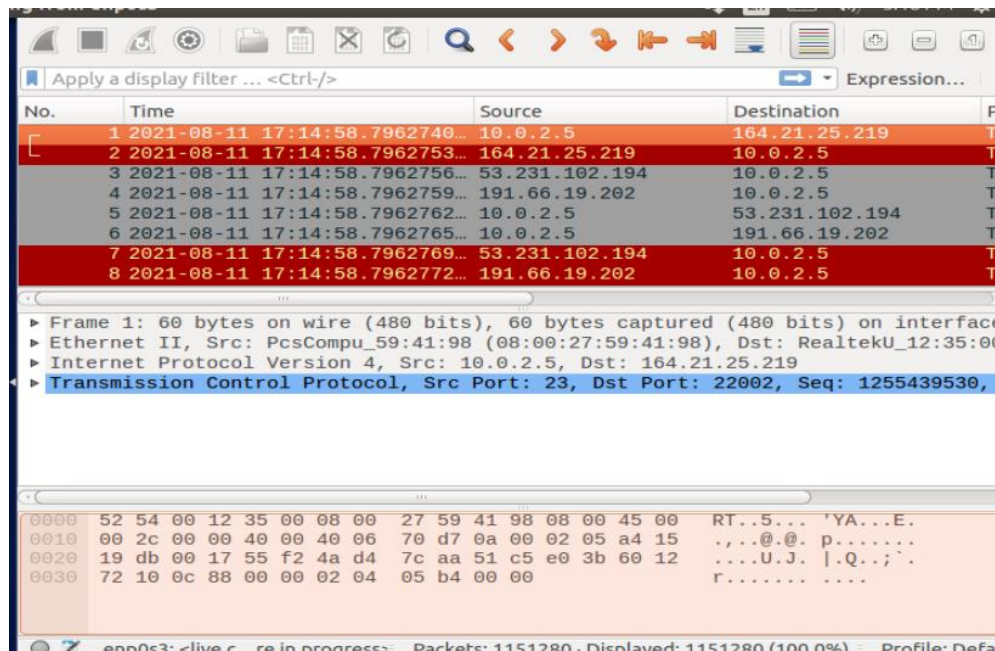 Apply a display filter ... <Ctrl-/> Expression...
No. Time Source Destination
1 2021-08-11 17:14:58.7962740… 10.0.2.5 164.21.25.219 T
2 2021-08-11 17:14:58.7962753… 164.21.25.219 10.0.2.5 T
3 2021-08-11 17:14:58.7962756… 53.231.102.194 10.0.2.5 T
4 2021-08-11 17:14:58.7962759… 191.66.19.202 10.0.2.5 T
5 2021-08-11 17:14:58.7962762… 10.0.2.5 53.231.102.194 T
6 2021-08-11 17:14:58.7962765… 10.0.2.5 191.66.19.202 T
7 2021-08-11 17:14:58.7962769… 53.231.102.194 10.0.2.5 T
8 2021-08-11 17:14:58.7962772… 191.66.19.202 10.0.2.5 T
Frame 1: 60 bytes on wire (480 bits), 60 bytes captured (480 bits) on interface
Ethernet II, Src: PcsCompu_59:41:98 (08:00:27:59:41:98), Dst: RealtekU_12:35:00
Internet Protocol Version 4, Src: 10.0.2.5, Dst: 164.21.25.219
Transmission Control Protocol, Src Port: 23, Dst Port: 22002, Seq: 1255439530,
0000 52 54 00 12 35 00 08 00 27 59 41 98 08 00 45 00 RT..5... 'YA...E.
0010 00 2c 00 00 40 00 40 06 70 d7 0a 00 02 05 a4 15 .,..@.@. p.......
0020 19 db 00 17 55 f2 4a d4 7c aa 51 c5 e0 3b 60 12 ....U.J. |.Q..;`.
0030 72 10 0c 88 00 00 02 04 05 b4 00 00 r....... ....
enp0s3: <live c re in progress> Packets: 1151280 · Displayed: 1151280 (100.0%) Profile: Defa